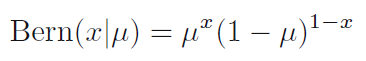 Bern(x|μ) = μ^x(1 − μ)^{1−x}